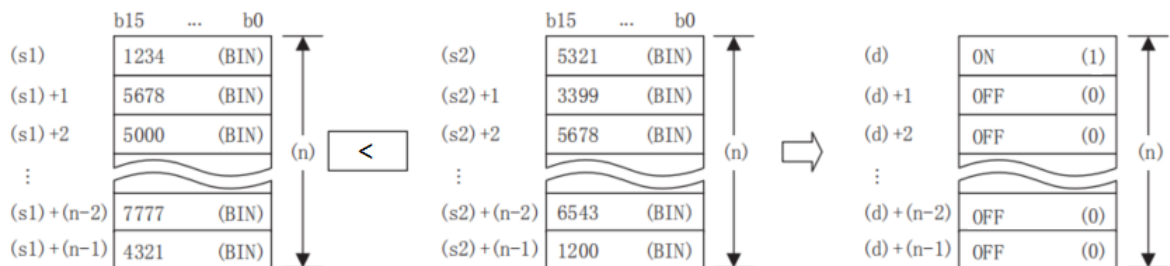 b15 ... b0 b15 ... b0
(s1) 1234 (BIN) (s2) 5321 (BIN) (d) ON (1)
(s1)+1 5678 (BIN) (s2)+1 3399 (BIN) (d)+1 OFF (0)
(s1)+2 5000 (BIN) (s2)+2 5678 (BIN) (d)+2 OFF (0)
(n) < (n) (n)
⋮ ⋮ ⋮
(s1)+(n-2) 7777 (BIN) (s2)+(n-2) 6543 (BIN) (d)+(n-2) OFF (0)
(s1)+(n-1) 4321 (BIN) (s2)+(n-1) 1200 (BIN) (d)+(n-1) OFF (0)